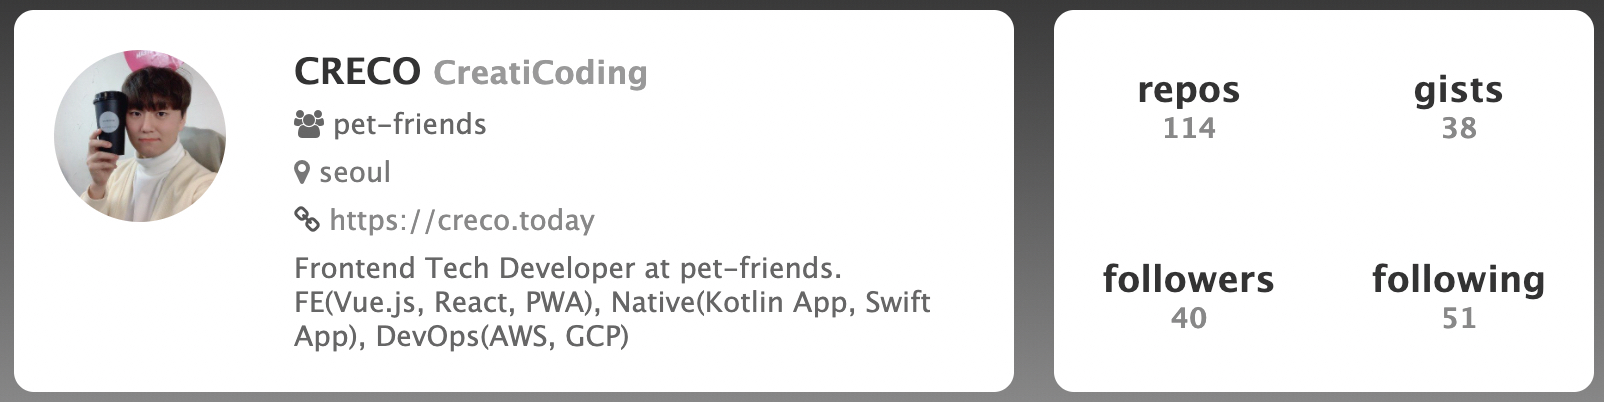 CRECO CreatiCoding
pet-friends
seoul
https://creco.today
Frontend Tech Developer at pet-friends.
FE(Vue.js, React, PWA), Native(Kotlin App, Swift
App), DevOps(AWS, GCP)
repos
114
gists
38
followers
40
following
51